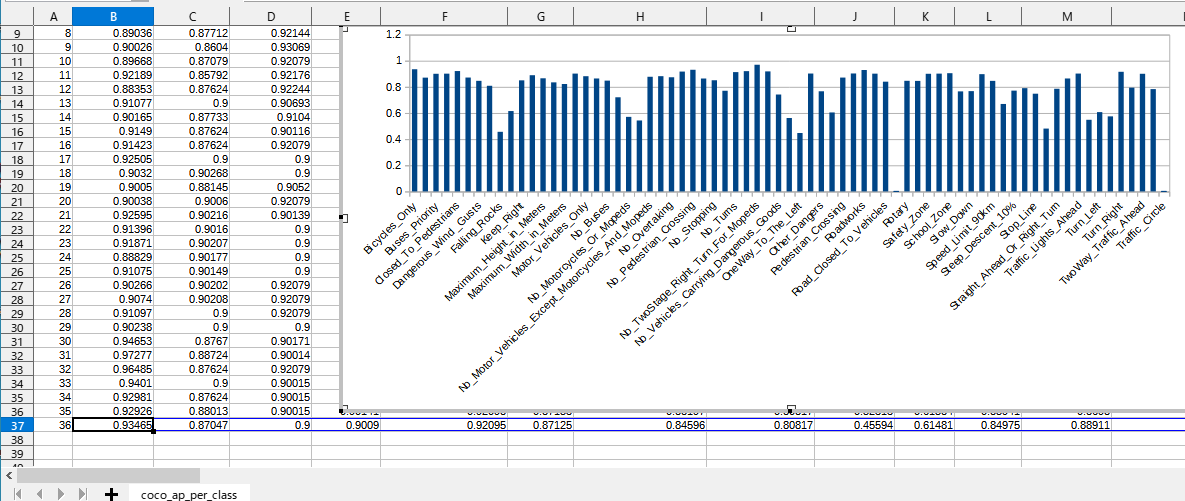 A B C D E F G H I J K L M
9 8 0.89036 0.87712 0.92144
10 9 0.90026 0.8604 0.93069
11 10 0.89668 0.87079 0.92079
12 11 0.92189 0.85792 0.92176
13 12 0.88353 0.87624 0.92244
14 13 0.91077 0.9 0.90693
15 14 0.90165 0.87733 0.9104
16 15 0.9149 0.87624 0.90116
17 16 0.91423 0.87624 0.92079
18 17 0.92505 0.9 0.9
19 18 0.9032 0.90268 0.9
20 19 0.9005 0.88145 0.9052
21 20 0.90038 0.9006 0.92079
22 21 0.92595 0.90216 0.90139
23 22 0.91396 0.9016 0.9
24 23 0.91871 0.90207 0.9
25 24 0.88829 0.90177 0.9
26 25 0.91075 0.90149 0.9
27 26 0.90266 0.90202 0.92079
28 27 0.9074 0.90208 0.92079
29 28 0.91097 0.9 0.92079
30 29 0.90238 0.9 0.9
31 30 0.94653 0.8767 0.90171
32 31 0.97277 0.88724 0.90014
33 32 0.96485 0.87624 0.92079
34 33 0.9401 0.9 0.90015
35 34 0.92981 0.87624 0.90015
36 35 0.92926 0.88013 0.90015
37 36 0.93465 0.87047 0.9 0.9009 0.92095 0.87125 0.84596 0.80817 0.45594 0.61481 0.84975 0.88911
38
39
1.2
1
0.8
0.6
0.4
0.2
0
Bicycles_Only
Buses_Priority
Closed_To_Pedestrians
Dangerous_Wind_Gusts
Falling_Rocks
Keep_Right
Maximum_Height_in_Meters
Maximum_Width_in_Meters
Motor_Vehicles_Only
No_Buses
No_Motorcycles_Or_Mopeds
No_Motor_Vehicles_Except_Motorcycles_And_Mopeds
No_Overtaking
No_Pedestrian_Crossing
No_Stopping
No_Turns
No_TwoStage_Right_Turn_For_Mopeds
No_Vehicles_Carrying_Dangerous_Goods
OneWay_To_The_Left
Other_Dangers
Pedestrian_Crossing
Roadworks
Road_Closed_To_Vehicles
Rotary
Safety_Zone
School_Zone
Slow_Down
Speed_Limit_90km
Steep_Descent_10%
Stop_Line
Straight_Ahead_Or_Right_Turn
Traffic_Lights_Ahead
Turn_Left
Turn_Right
TwoWay_Traffic_Ahead
Traffic_Circle
coco_ap_per_class